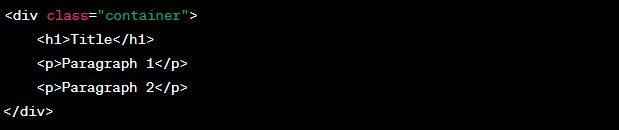 <div class="container">
    <h1>Title</h1>
    <p>Paragraph 1</p>
    <p>Paragraph 2</p>
</div>